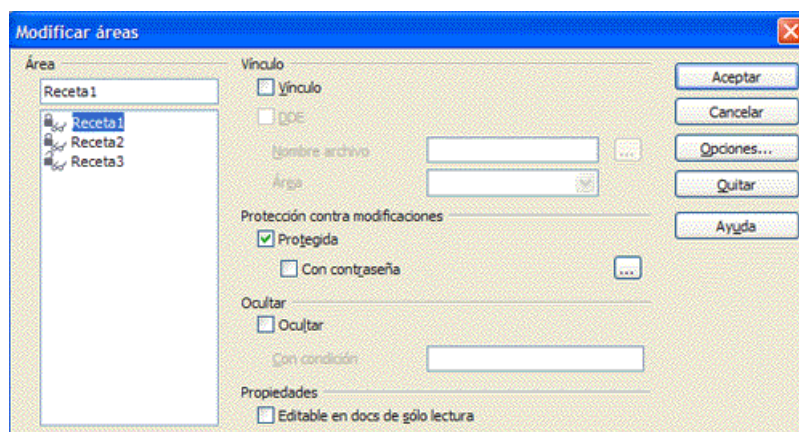 Modificar áreas
Área
Receta1
Receta1
Receta2
Receta3
Vínculo
Vínculo
DDE
Nombre archivo
...
Área
Protección contra modificaciones
Protegida
Con contraseña
...
Ocultar
Ocultar
Con condición
Propiedades
Editable en docs de sólo lectura
Aceptar
Cancelar
Opciones...
Quitar
Ayuda